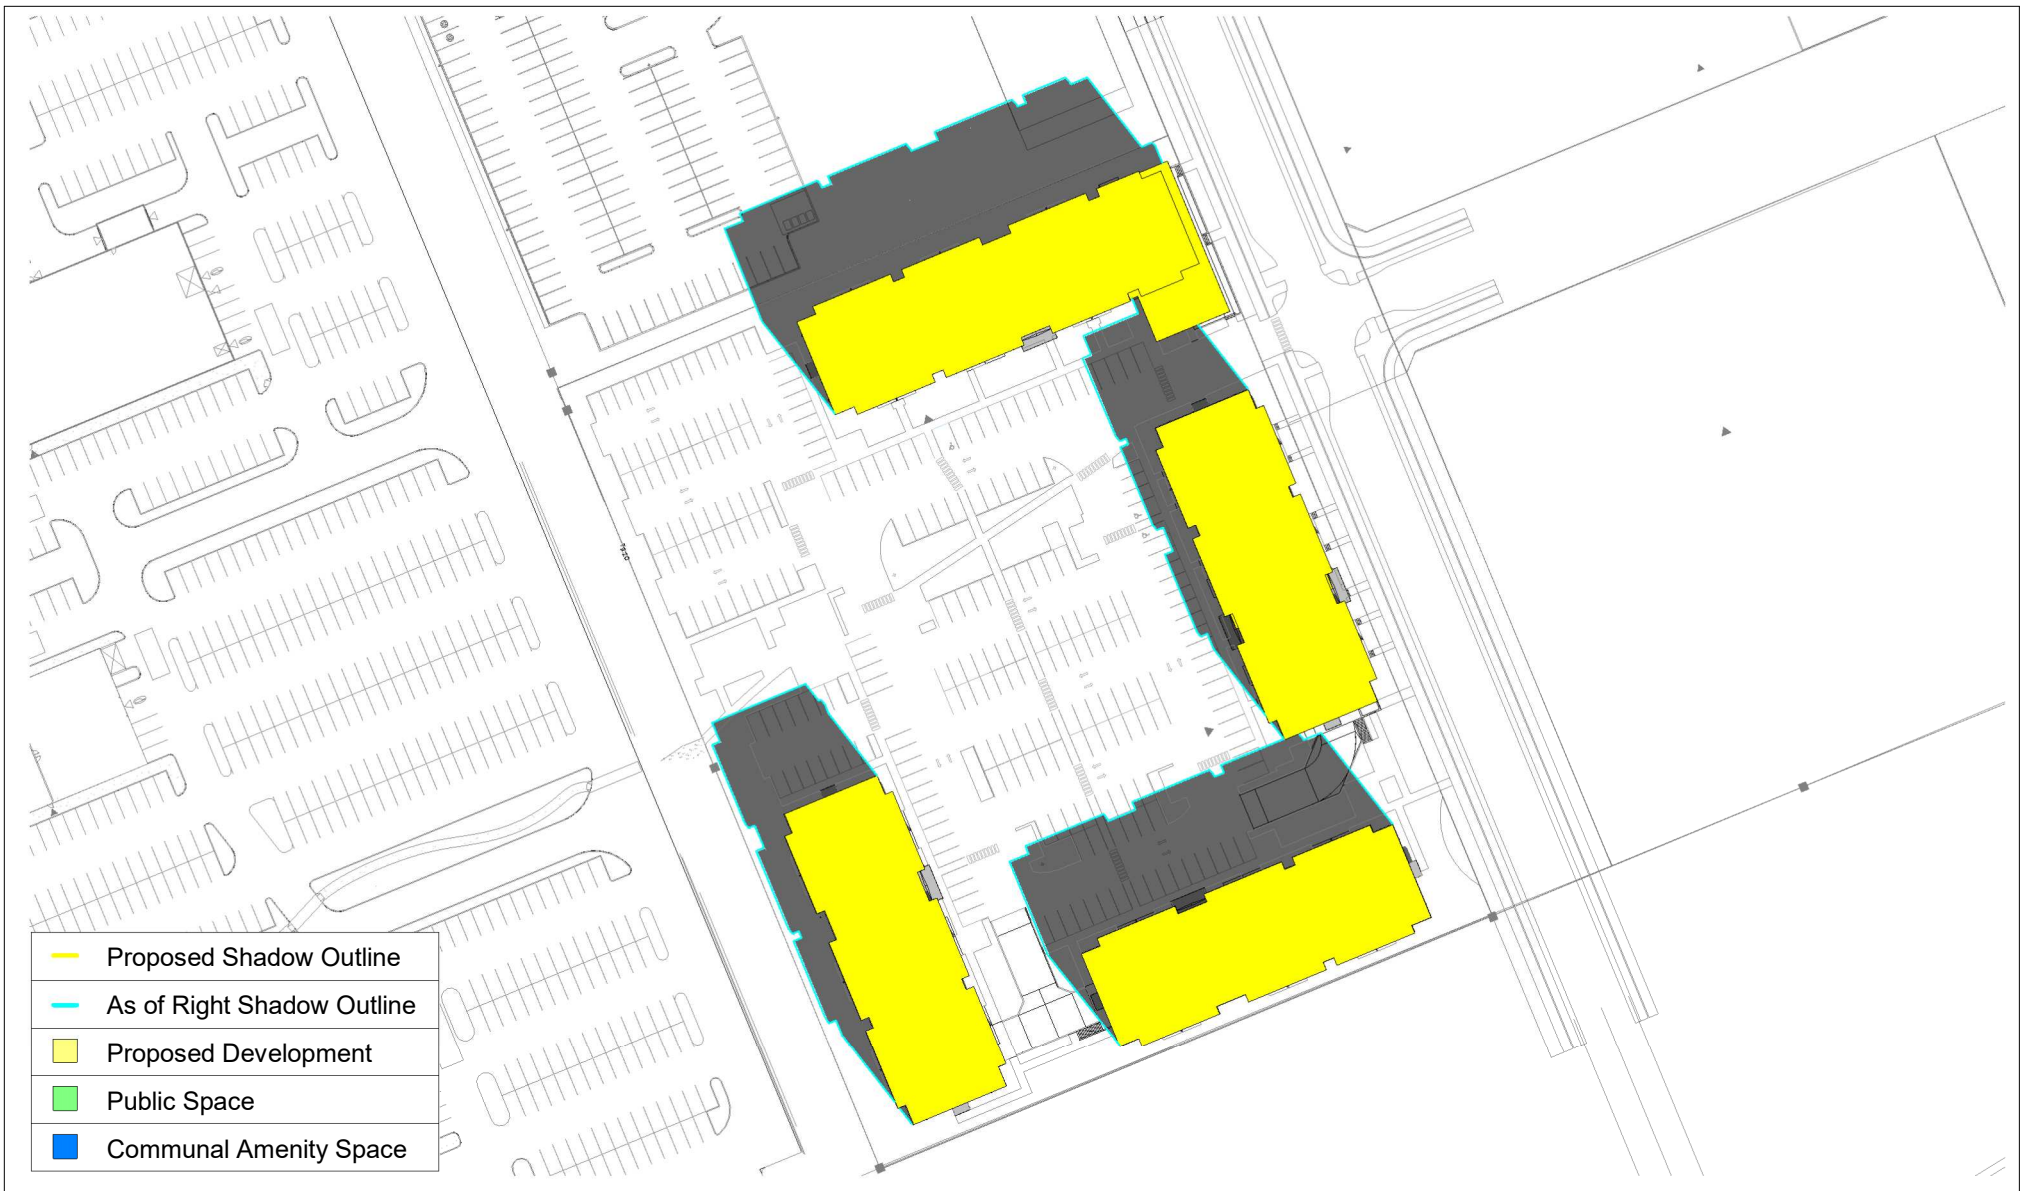 Proposed Shadow Outline
As of Right Shadow Outline
Proposed Development
Public Space
Communal Amenity Space